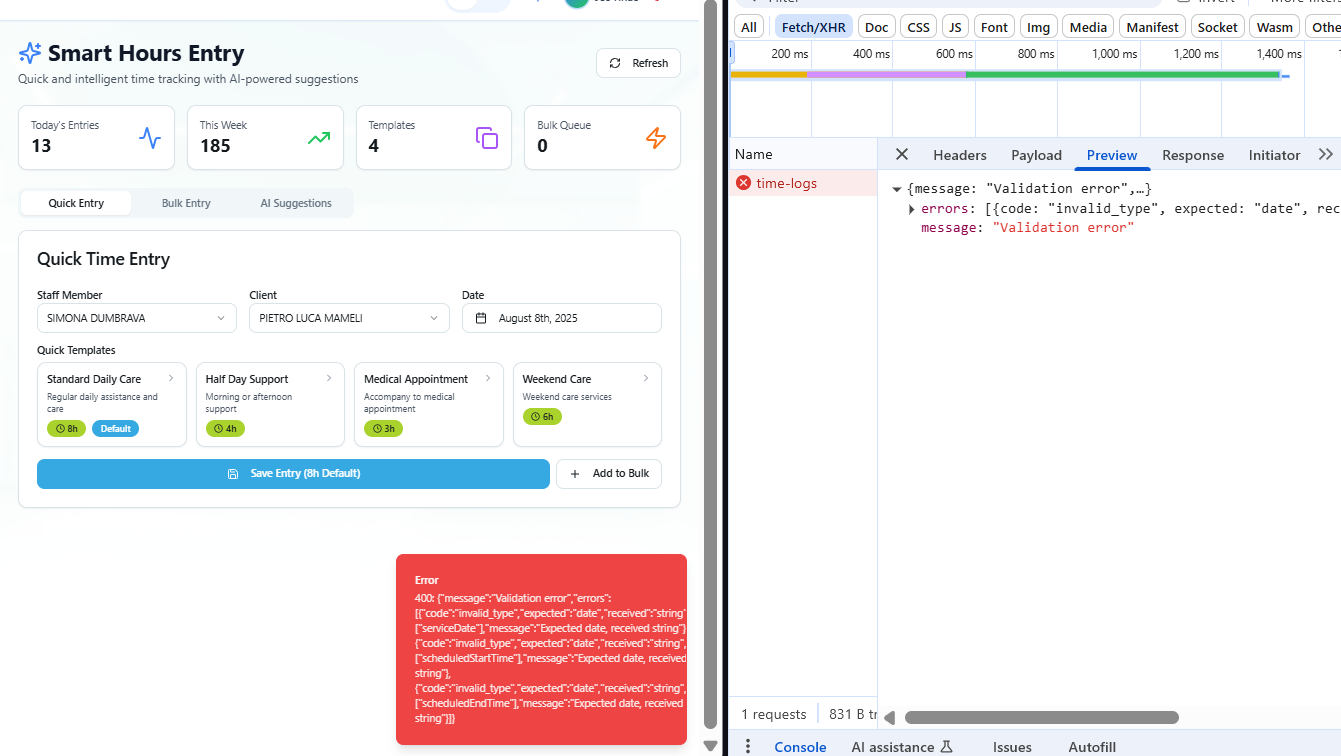 Smart Hours Entry
Quick and intelligent time tracking with AI-powered suggestions
Refresh
Today's Entries
13
This Week
185
Templates
4
Bulk Queue
0
Quick Entry
Bulk Entry
AI Suggestions
Quick Time Entry
Staff Member
SIMONA DUMBRAVA
Client
PIETRO LUCA MAMELI
Date
August 8th, 2025
Quick Templates
Standard Daily Care
Regular daily assistance and
care
8h
Default
Half Day Support
Morning or afternoon
support
4h
Medical Appointment
Accompany to medical
appointment
3h
Weekend Care
Weekend care services
6h
Save Entry (8h Default)
Add to Bulk
Error
400: {"message":"Validation error","errors":
[{"code":"invalid_type","expected":"date","received":"string"
["serviceDate"],"message":"Expected date, received string"}
{"code":"invalid_type","expected":"date","received":"string",
["scheduledStartTime"],"message":"Expected date, received
string"},
{"code":"invalid_type","expected":"date","received":"string",
["scheduledEndTime"],"message":"Expected date, received
string"}]}
All
Fetch/XHR
Doc
CSS
JS
Font
Img
Media
Manifest
Socket
Wasm
Othe
200 ms
400 ms
600 ms
800 ms
1,000 ms
1,200 ms
1,400 ms
Name
Headers
Payload
Preview
Response
Initiator
time-logs
{message: "Validation error",…}
errors: [{code: "invalid_type", expected: "date", rec
message: "Validation error"
1 requests
831 B tr
Console
AI assistance
Issues
Autofill